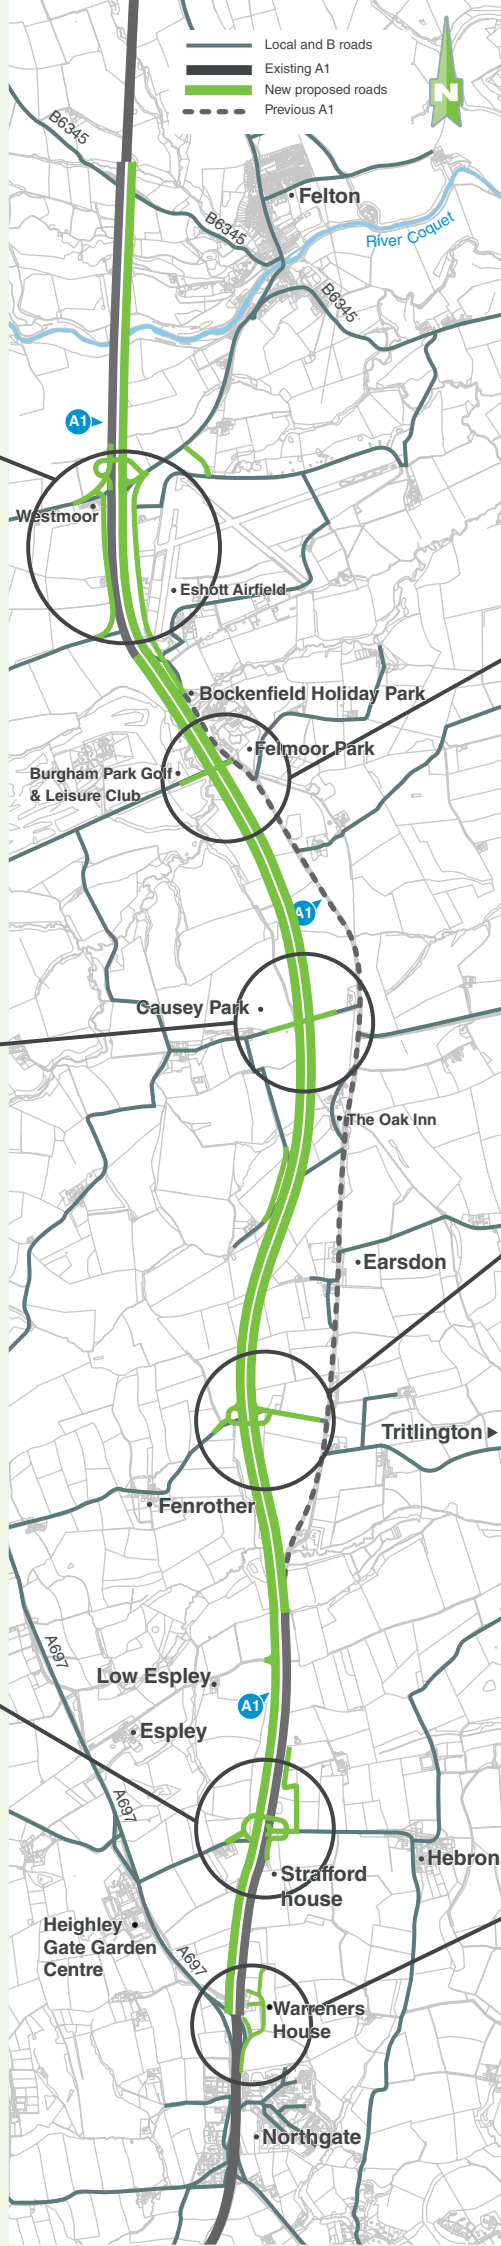 Local and B roads
Existing A1
New proposed roads
Previous A1
N
B6345
Felton
B6345
River Coquet
B6345
A1
Westmoor
Eshott Airfield
Bockenfield Holiday Park
Felmoor Park
Burgham Park Golf
& Leisure Club
A1
Causey Park
The Oak Inn
Earsdon
Tritlington
Fenrother
A697
Low Espley
A1
Espley
A697
Hebron
Strafford
house
Heighley
Gate Garden
Centre
A697
Warreners
House
Northgate